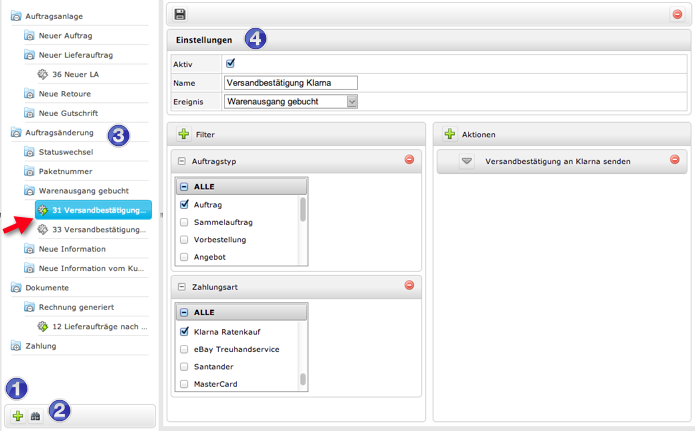 Auftragsanlage
Neuer Auftrag
Neuer Lieferauftrag
36 Neuer LA
Neue Retoure
Neue Gutschrift
Auftragsänderung
3
Statuswechsel
Paketnummer
Warenausgang gebucht
31 Versandbestätigung...
33 Versandbestätigung...
Neue Information
Neue Information vom Ku...
Dokumente
Rechnung generiert
12 Lieferaufträge nach ...
Zahlung
1
2
Einstellungen
4
Aktiv
Name Versandbestätigung Klarna
Ereignis Warenausgang gebucht
Filter
Auftragstyp
ALLE
Auftrag
Sammelauftrag
Vorbestellung
Angebot
Zahlungsart
ALLE
Klarna Ratenkauf
eBay Treuhandservice
Santander
MasterCard
Aktionen
Versandbestätigung an Klarna senden